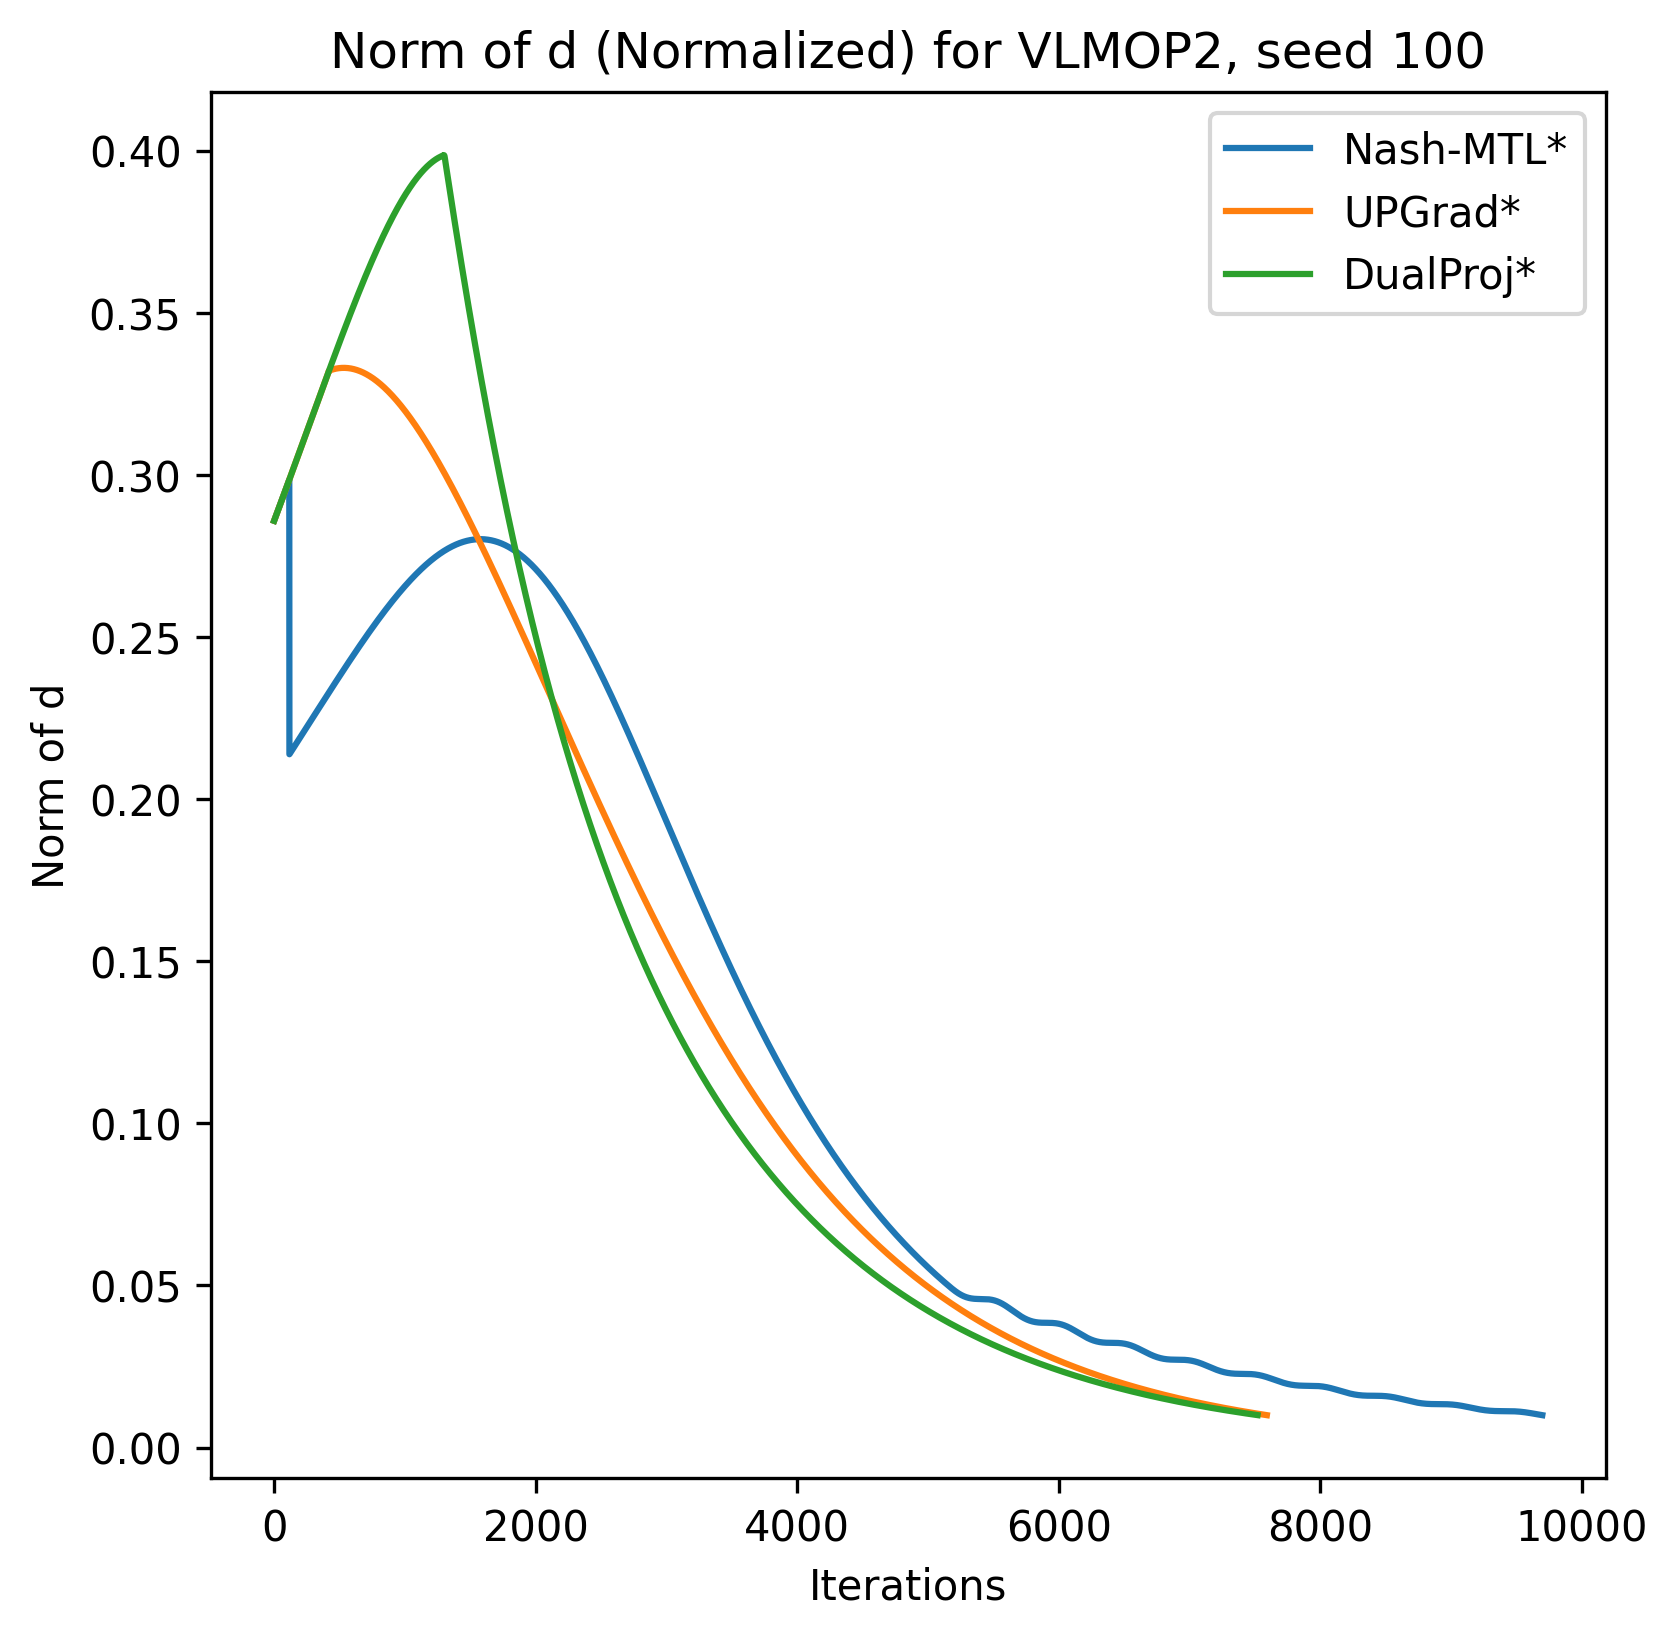 Norm of d (Normalized) for VLMOP2, seed 100
Nash-MTL*
UPGrad*
DualProj*
0.40
0.35
0.30
0.25
0.20
0.15
0.10
0.05
0.00
Norm of d
0 2000 4000 6000 8000 10000
Iterations